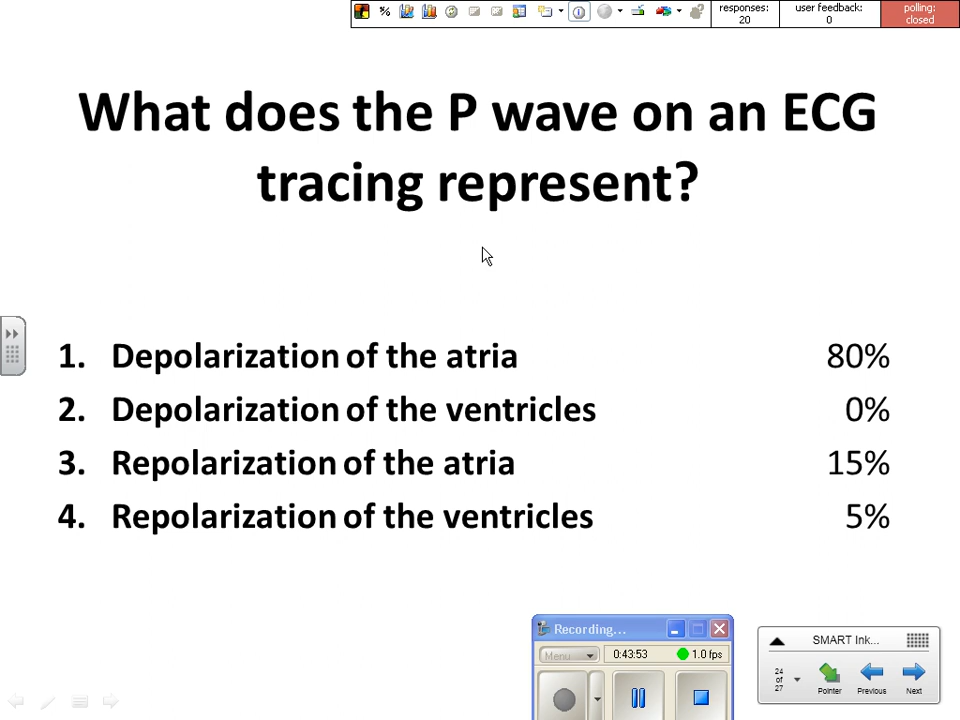 responses:
20
user feedback:
0
polling:
closed
%
What does the P wave on an ECG
tracing represent?
1. Depolarization of the atria 80%
2. Depolarization of the ventricles 0%
3. Repolarization of the atria 15%
4. Repolarization of the ventricles 5%
Recording...
Menu
0:43:53
1.0 fps
SMART Ink...
24
of
27
Pointer
Previous
Next